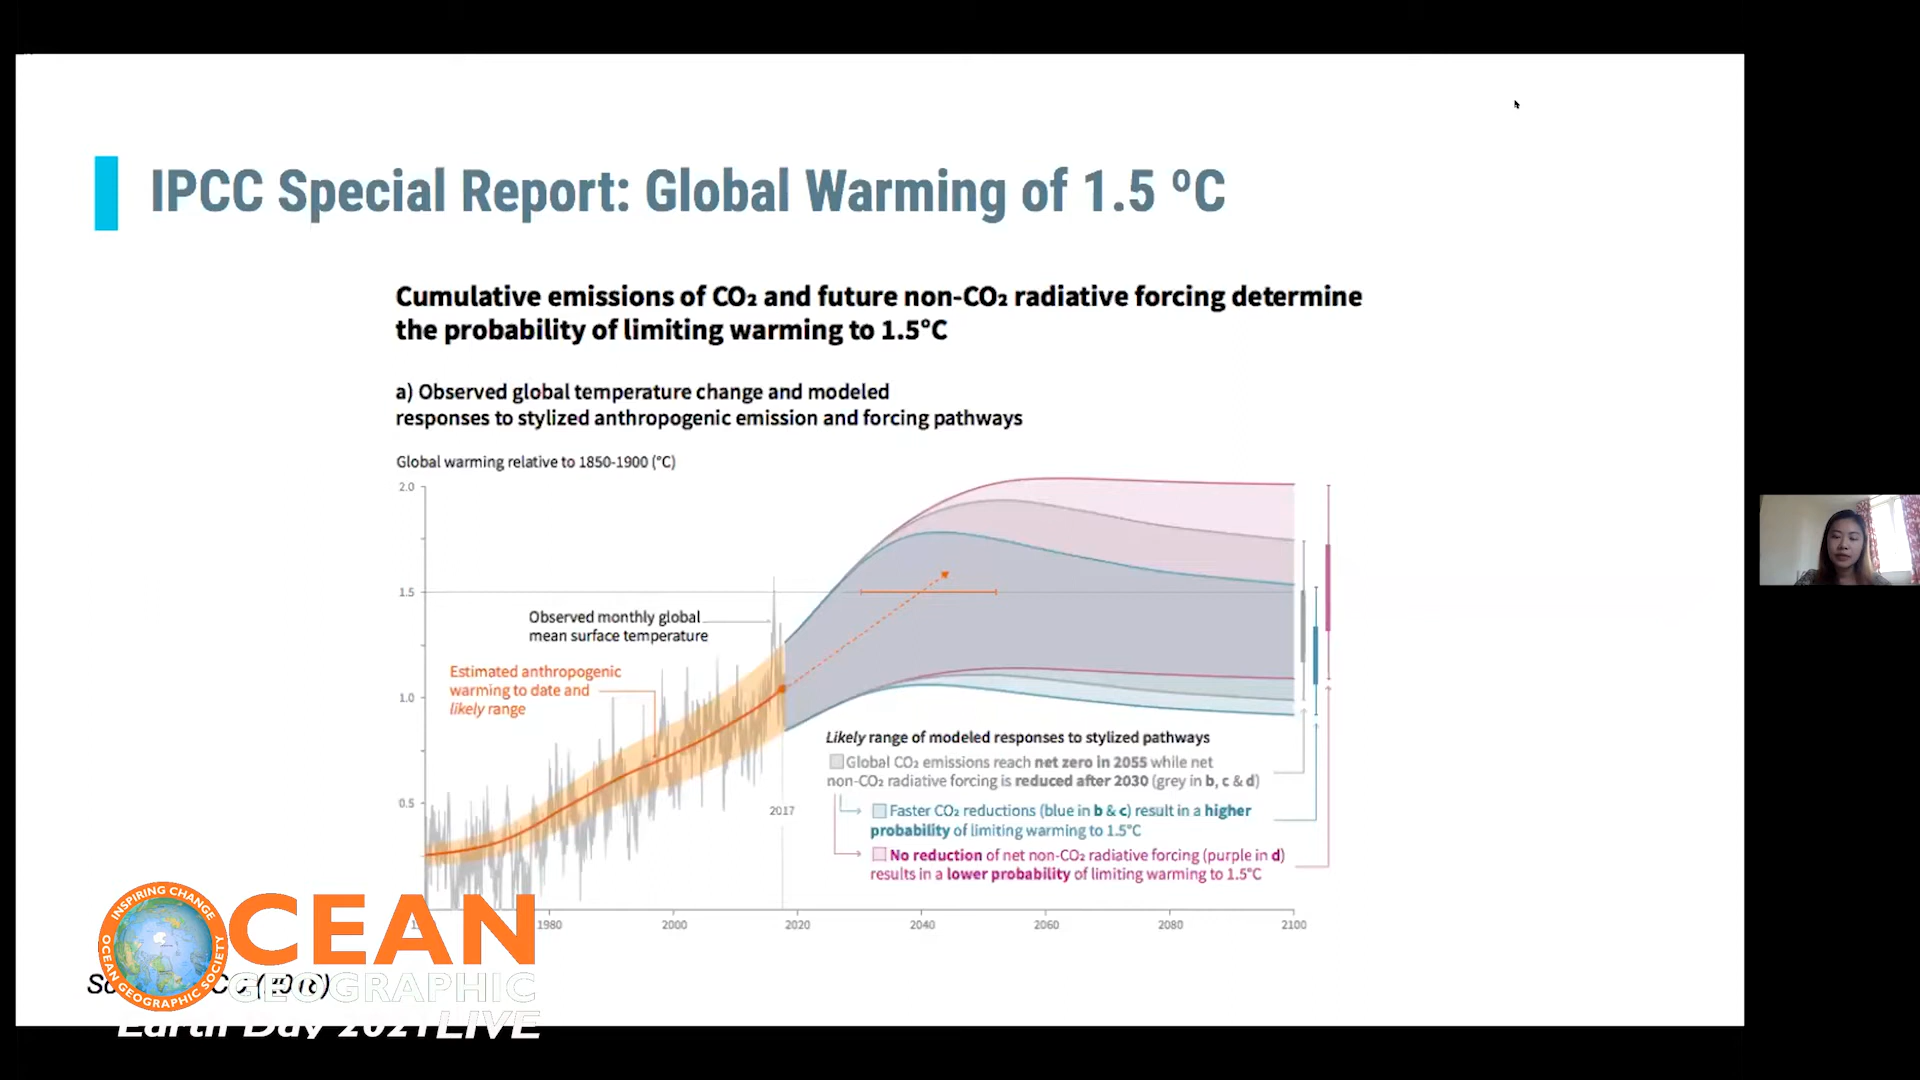 IPCC Special Report: Global Warming of 1.5 ºC
Cumulative emissions of CO₂ and future non-CO₂ radiative forcing determine
the probability of limiting warming to 1.5°C
a) Observed global temperature change and modeled
responses to stylized anthropogenic emission and forcing pathways
Global warming relative to 1850-1900 (°C)
2.0
1.5
1.0
0.5
Observed monthly global
mean surface temperature
Estimated anthropogenic
warming to date and
likely range
2017
Likely range of modeled responses to stylized pathways
Global CO₂ emissions reach net zero in 2055 while net
non-CO₂ radiative forcing is reduced after 2030 (grey in b, c & d)
Faster CO₂ reductions (blue in b & c) result in a higher
probability of limiting warming to 1.5°C
No reduction of net non-CO₂ radiative forcing (purple in d)
results in a lower probability of limiting warming to 1.5°C
1980 2000 2020 2040 2060 2080 2100
INSPIRING CHANGE
OCEAN GEOGRAPHIC SOCIETY
OCEAN
GEOGRAPHIC
Earth Day 2021 LIVE